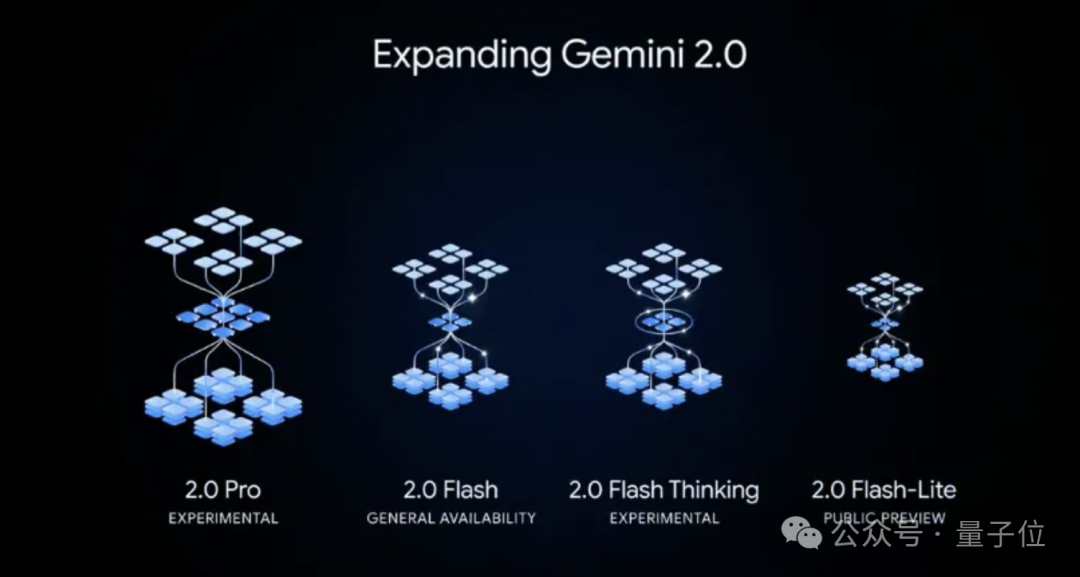 Expanding Gemini 2.0
2.0 Pro
EXPERIMENTAL
2.0 Flash
GENERAL AVAILABILITY
2.0 Flash Thinking
EXPERIMENTAL
2.0 Flash-Lite
PUBLIC PREVIEW
公众号 · 量子位